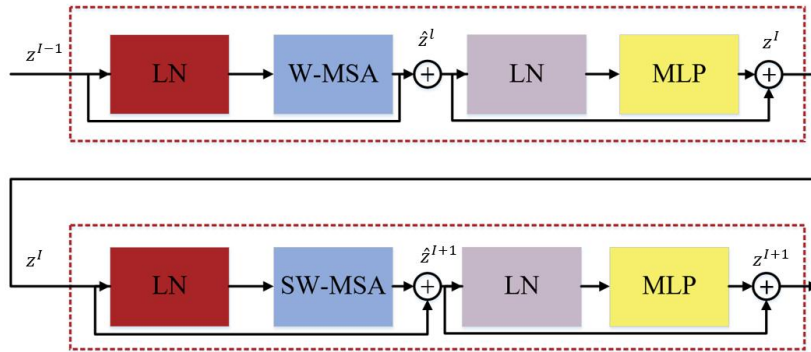 z^{I-1} LN W-MSA ẑ^{l} + LN MLP z^{I} +
z^{I} LN SW-MSA ẑ^{I+1} + LN MLP z^{I+1} +